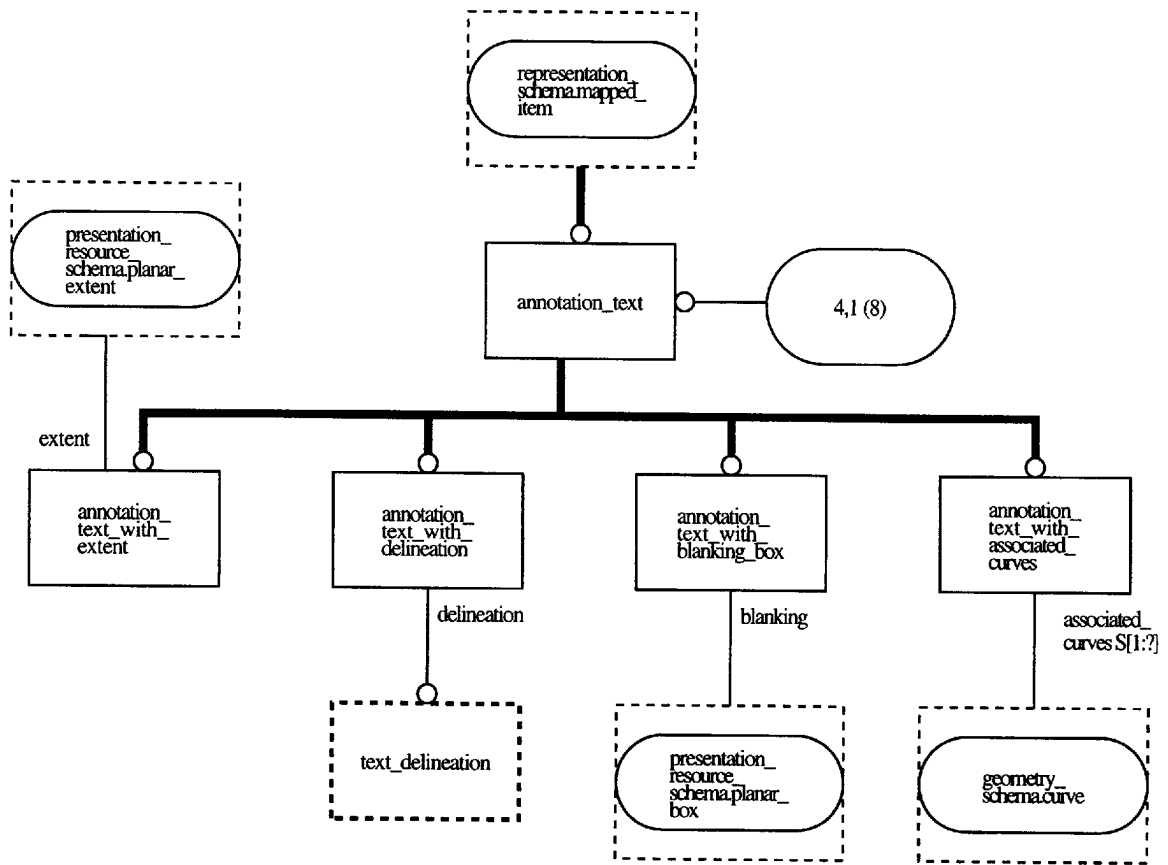 representation_
schema.mapped_
item
presentation_
resource_
schema.planar_
extent
annotation_text
4,1 (8)
extent
annotation_
text_with_
extent
annotation_
text_with_
delineation
annotation_
text_with_
blanking_box
annotation_
text_with_
associated_
curves
delineation
blanking
associated_
curves S[1:?]
text_delineation
presentation_
resource_
schema.planar_
box
geometry_
schema.curve